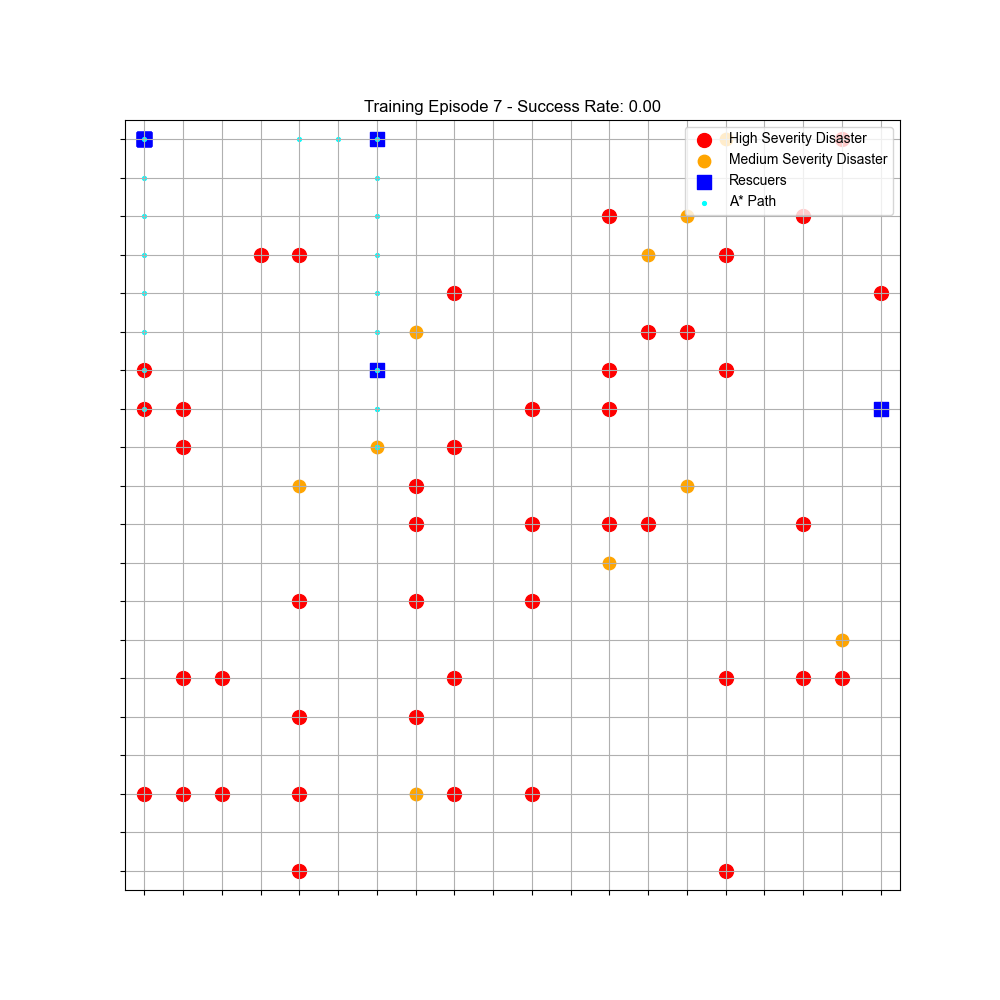 Training Episode 7 - Success Rate: 0.00
High Severity Disaster
Medium Severity Disaster
Rescuers
A* Path